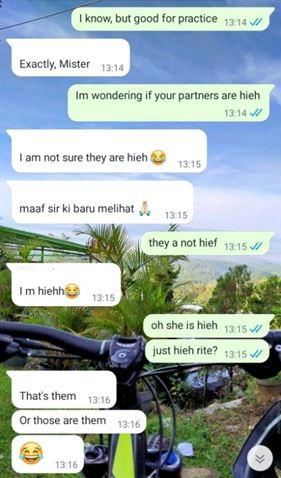 I know, but good for practice 13:14
Exactly, Mister 13:14
Im wondering if your partners are hieh
13:14
I am not sure they are hieh 😂 13:15
maaf sir ki baru melihat 🙏🏻 13:15
they a not hief 13:15
I m hiehh😂 13:15
oh she is hieh 13:15
just hieh rite? 13:15
That's them 13:16
Or those are them 13:16
😂 13:16